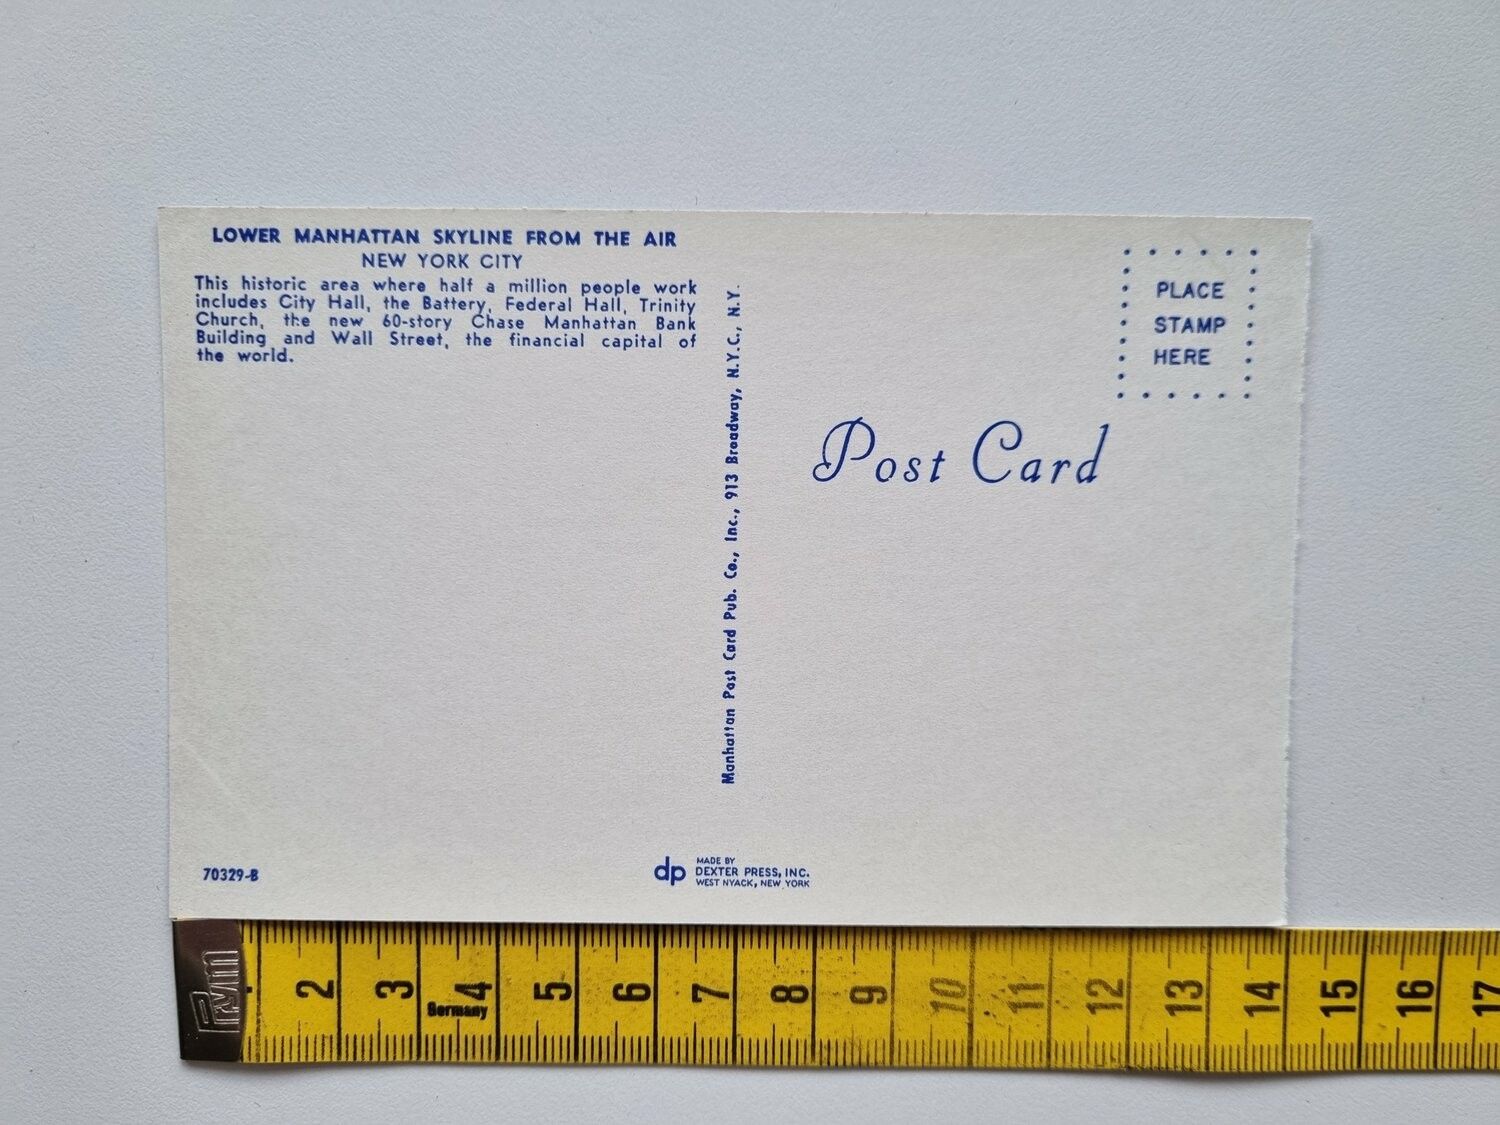 LOWER MANHATTAN SKYLINE FROM THE AIR
NEW YORK CITY
This historic area where half a million people work
includes City Hall, the Battery, Federal Hall, Trinity
Church, the new 60-story Chase Manhattan Bank
Building and Wall Street, the financial capital of
the world.
Manhattan Post Card Pub. Co., Inc., 913 Broadway, N.Y.C., N.Y.
PLACE
STAMP
HERE
Post Card
70329-B
dp
MADE BY
DEXTER PRESS, INC.
WEST NYACK, NEW YORK
Prym
2 3 4 5 6 7 8 9 10 11 12 13 14 15 16 17
Germany